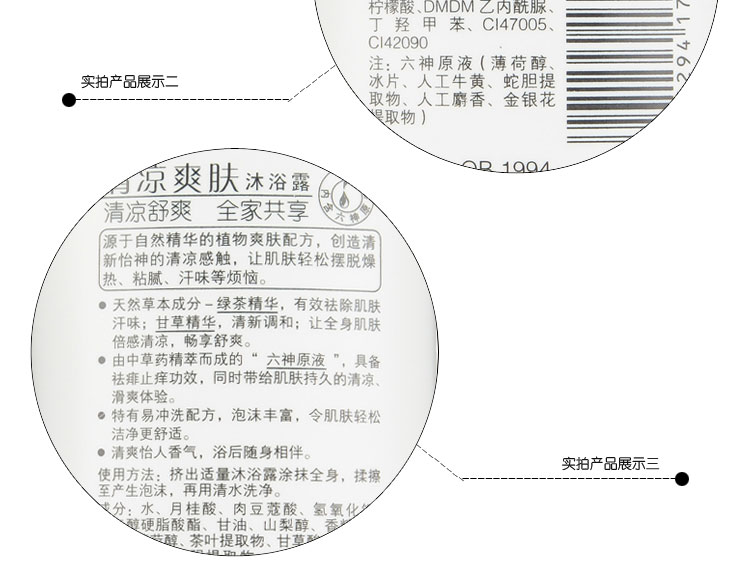 柠檬酸、DMDM 乙内酰脲、
丁 羟 甲 苯、CI47005、
CI42090
注：六神原液（薄荷醇、
冰片、人工牛黄、蛇胆提
取物、人工麝香、金银花
提取物）
294
实拍产品展示二
QB 1994
清凉爽肤 沐浴露
内含六神原
清凉舒爽 全家共享
源于自然精华的植物爽肤配方，创造清
新怡神的清凉感触，让肌肤轻松摆脱燥
热、粘腻、汗味等烦恼。
● 天然草本成分－绿茶精华，有效祛除肌肤
汗味；甘草精华，清新调和；让全身肌肤
倍感清凉，畅享舒爽。
● 由中草药精萃而成的“ 六神原液 ”，具备
祛痱止痒功效，同时带给肌肤持久的清凉、
滑爽体验。
● 特有易冲洗配方，泡沫丰富，令肌肤轻松
洁净更舒适。
● 清爽怡人香气，浴后随身相伴。
使用方法：挤出适量沐浴露涂抹全身，揉擦
至产生泡沫，再用清水洗净。
成分：水、月桂酸、肉豆蔻酸、氢氧化
醇硬脂酸酯、甘油、山梨醇、香
醇、茶叶提取物、甘草
提取物
实拍产品展示三